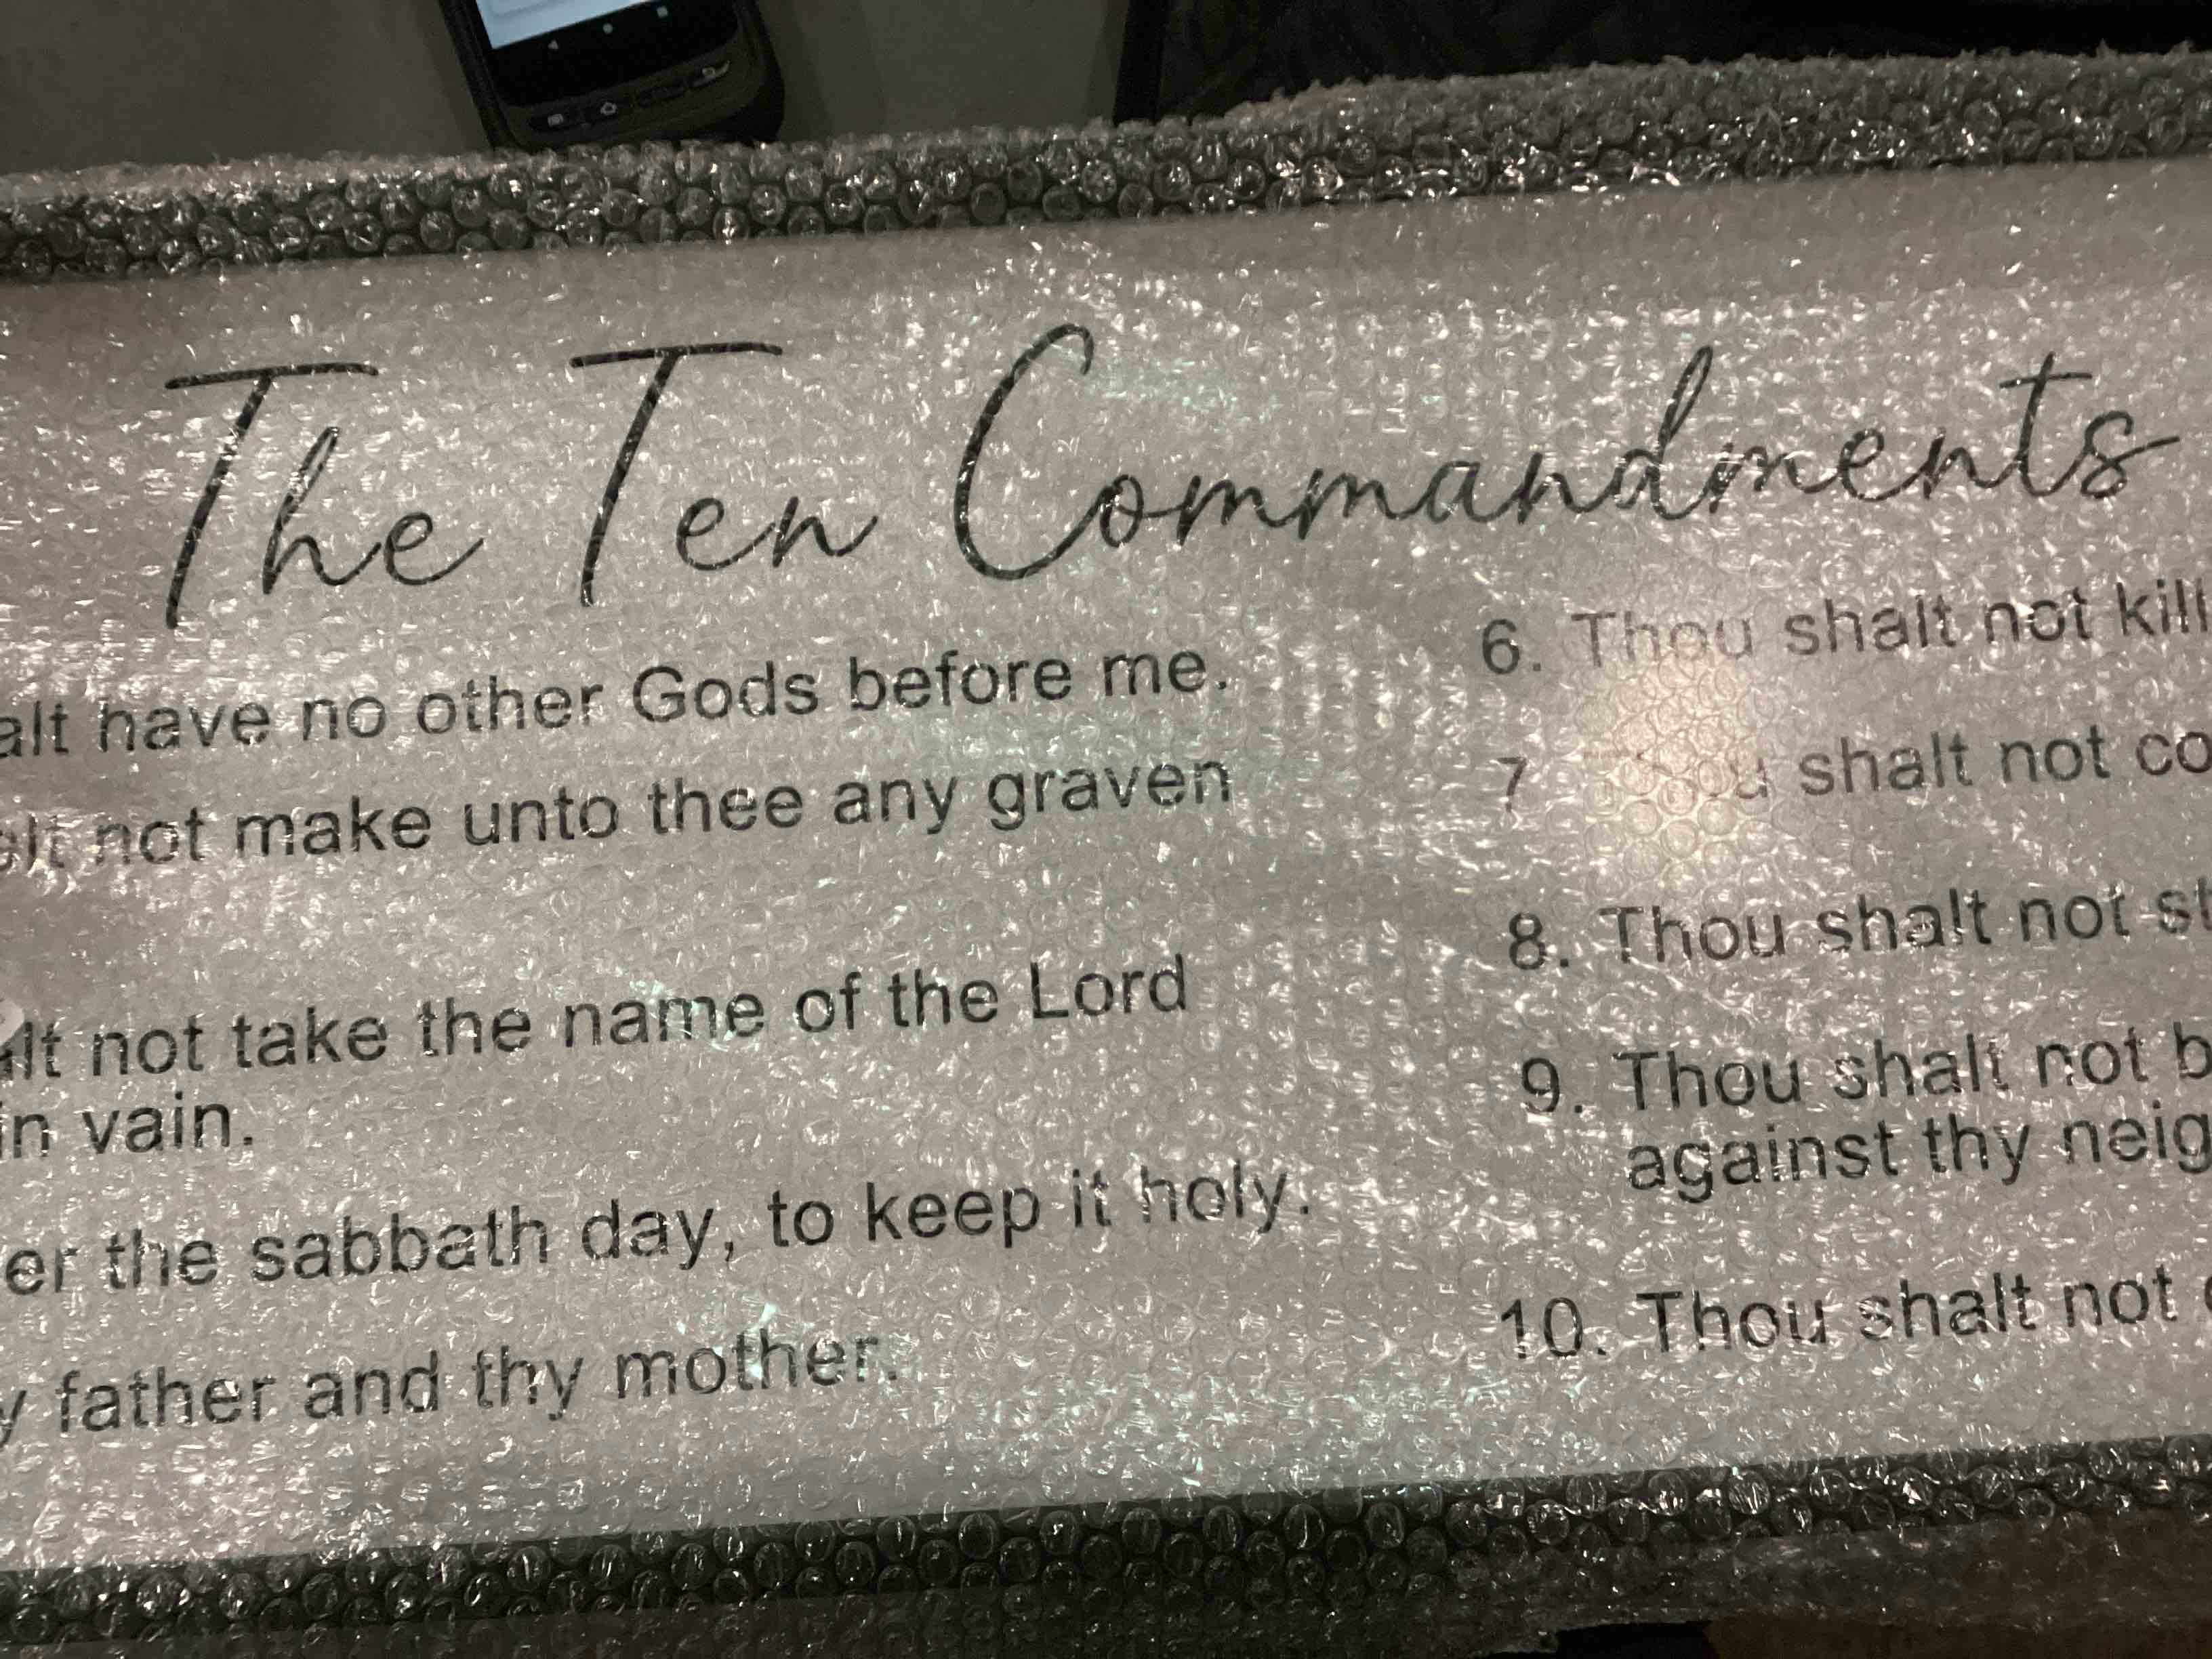 The Ten Commandments
alt have no other Gods before me.
alt not make unto thee any graven
alt not take the name of the Lord
in vain.
er the sabbath day, to keep it holy.
y father and thy mother.
6. Thou shalt not kill
7 Thou shalt not co
8. Thou shalt not st
9. Thou shalt not b
against thy neig
10. Thou shalt not